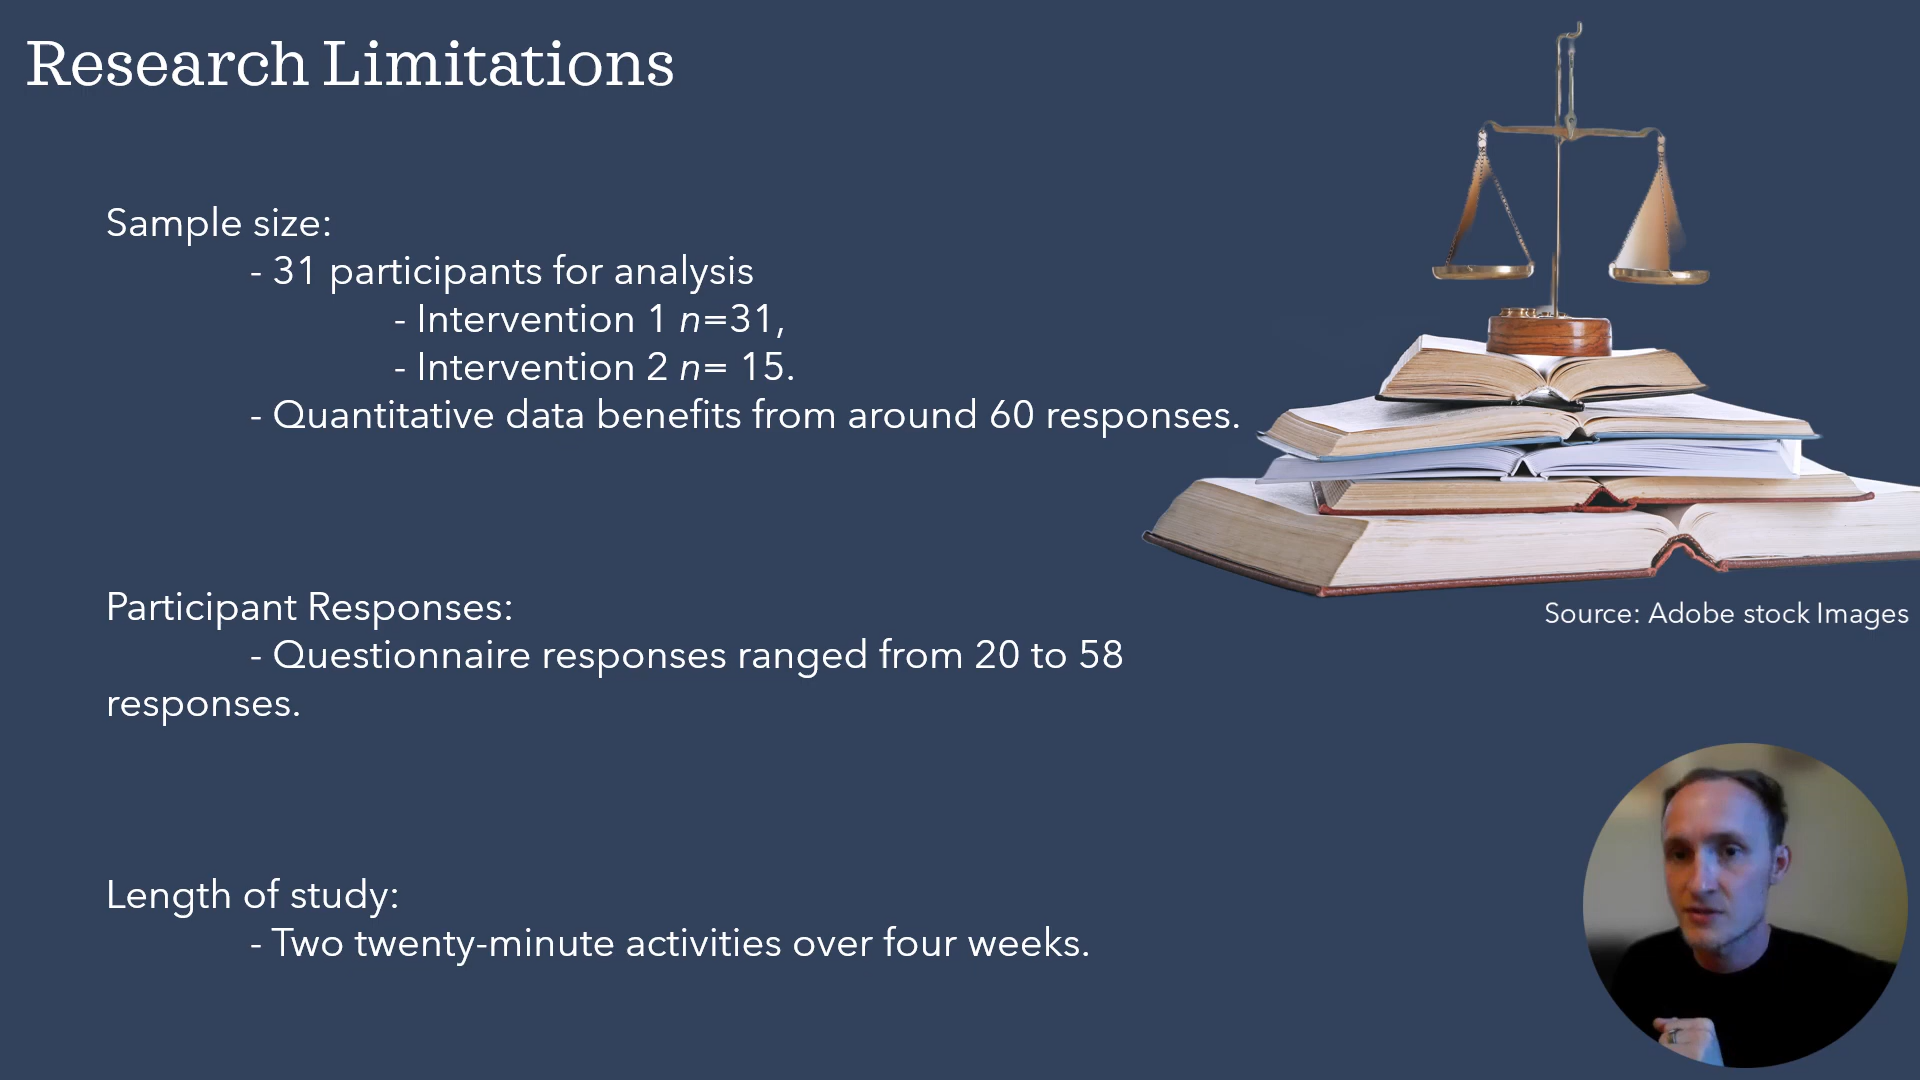 Research Limitations
Sample size:
- 31 participants for analysis
- Intervention 1 n=31,
- Intervention 2 n= 15.
- Quantitative data benefits from around 60 responses.
Participant Responses:
- Questionnaire responses ranged from 20 to 58
responses.
Source: Adobe stock Images
Length of study:
- Two twenty-minute activities over four weeks.